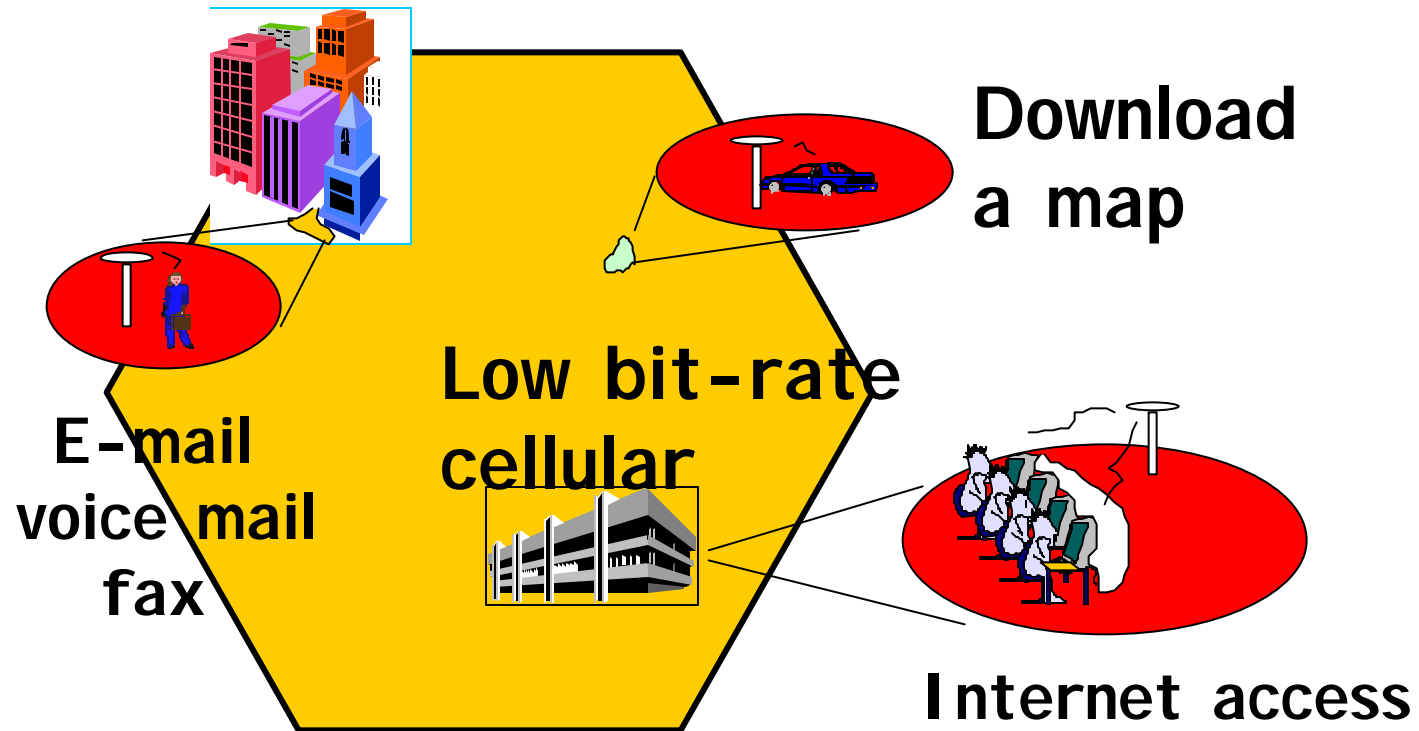 Download
a map
Low bit-rate
cellular
E-mail
voice mail
fax
Internet access